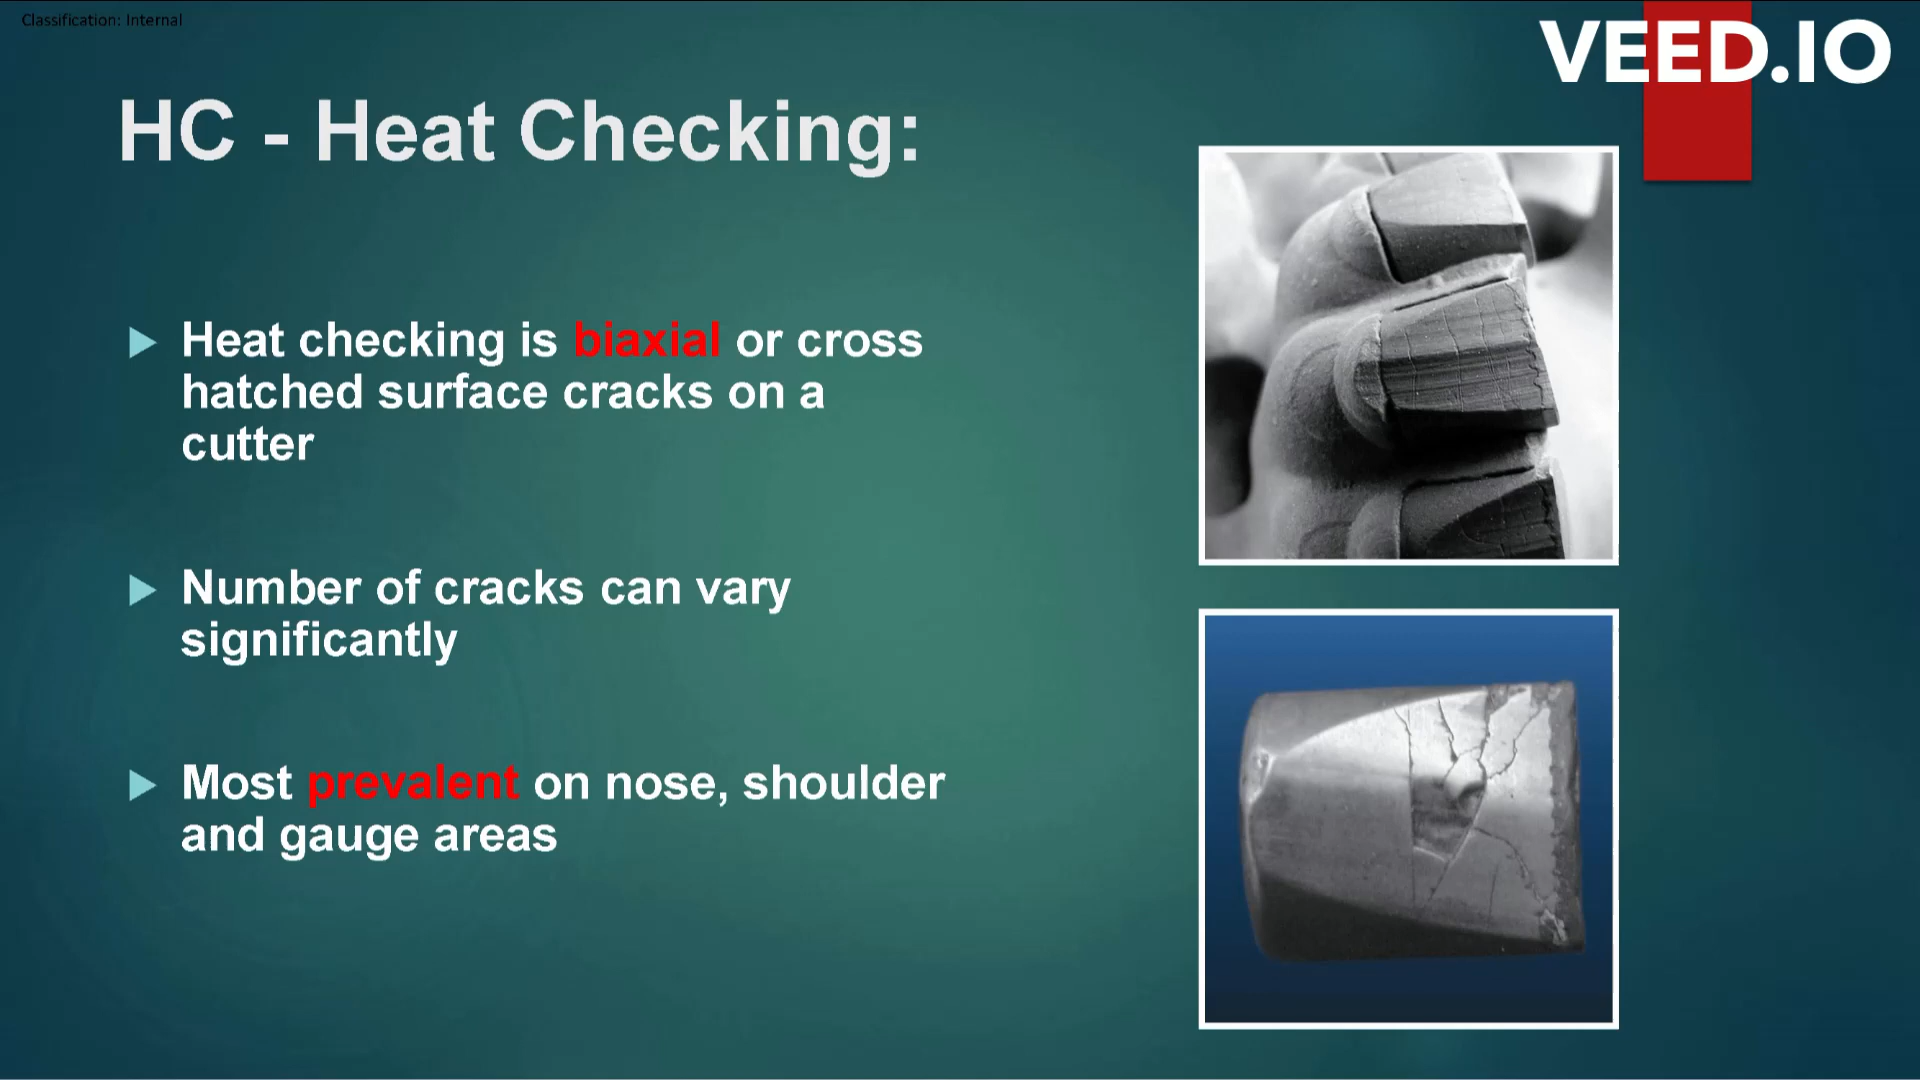 Classification: Internal
VEED.IO
HC - Heat Checking:
Heat checking is biaxial or cross
hatched surface cracks on a
cutter
Number of cracks can vary
significantly
Most prevalent on nose, shoulder
and gauge areas